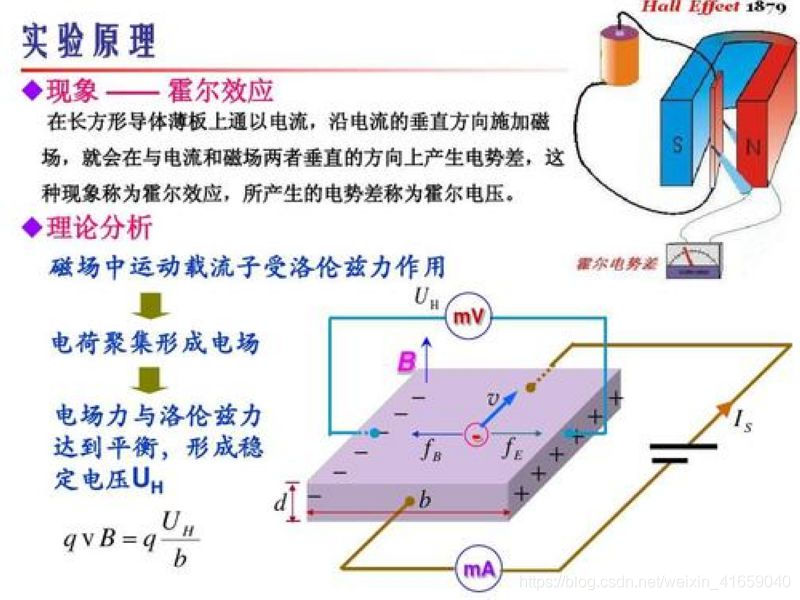 Hall Effect 1879
实验原理
◆现象 —— 霍尔效应
在长方形导体薄板上通以电流，沿电流的垂直方向施加磁
场，就会在与电流和磁场两者垂直的方向上产生电势差，这
种现象称为霍尔效应，所产生的电势差称为霍尔电压。
S
N
◆理论分析
霍尔电势差
磁场中运动载流子受洛伦兹力作用
U_H
mV
电荷聚集形成电场
B
v
I_S
电场力与洛伦兹力
达到平衡，形成稳
定电压U_H
f_B
f_E
d
b
q v B = q U_H / b
mA
https://blog.csdn.net/weixin_41659040